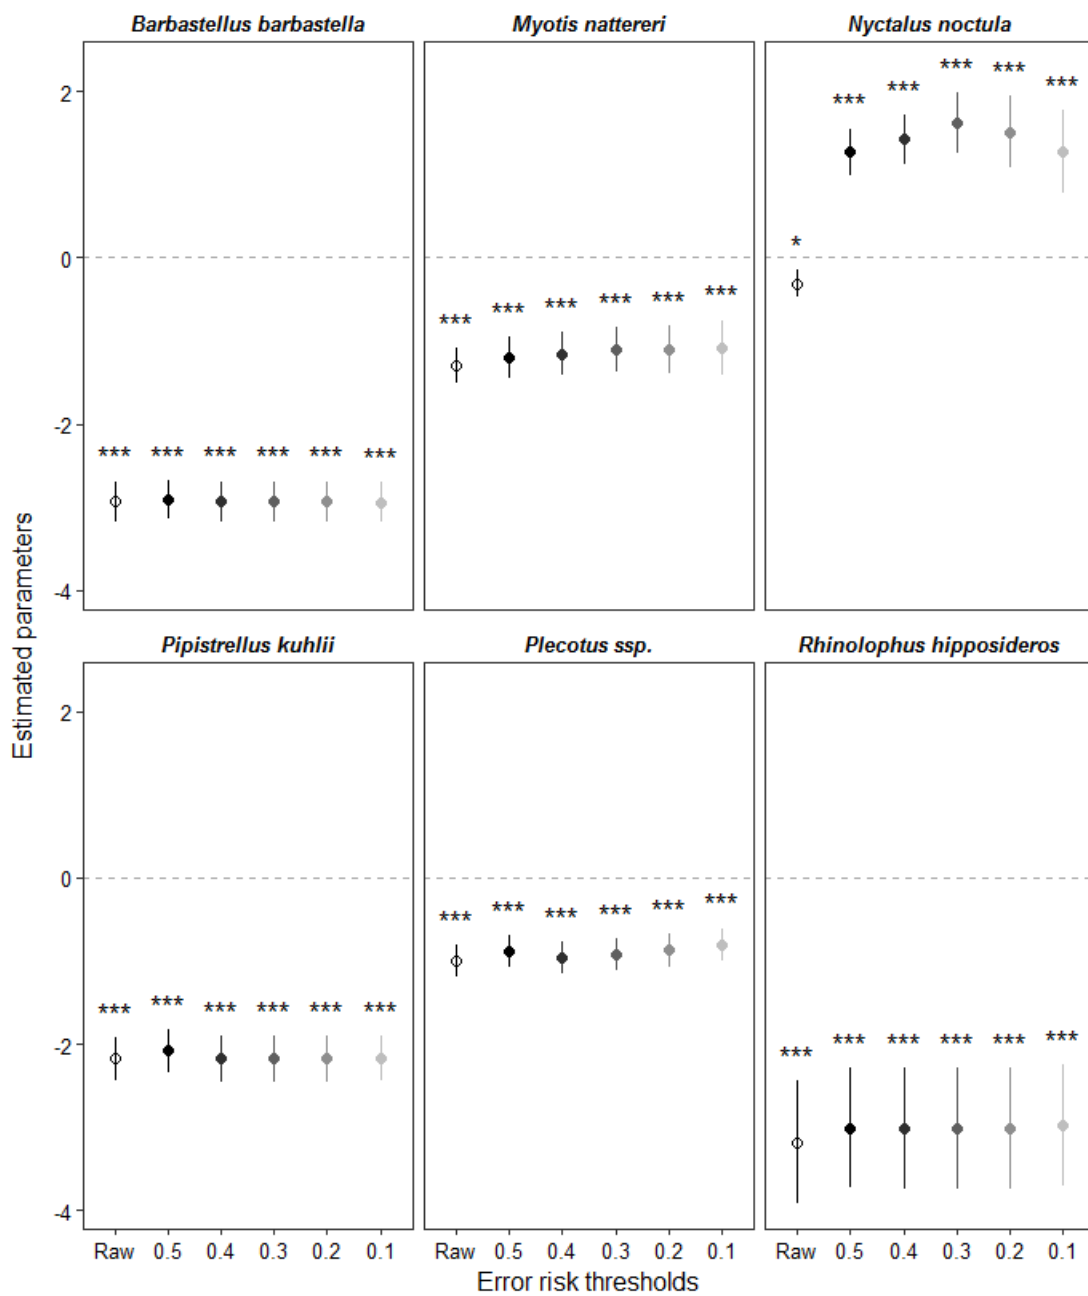 Barbastellus barbastella Myotis nattereri Nyctalus noctula
2
0
-2
-4
*** *** *** *** *** ***
*** *** *** *** *** ***
* *** *** *** *** ***
Estimated parameters
Pipistrellus kuhlii Plecotus ssp. Rhinolophus hipposideros
2
0
-2
-4
*** *** *** *** *** ***
*** *** *** *** *** ***
*** *** *** *** *** ***
Raw 0.5 0.4 0.3 0.2 0.1 Raw 0.5 0.4 0.3 0.2 0.1 Raw 0.5 0.4 0.3 0.2 0.1
Error risk thresholds